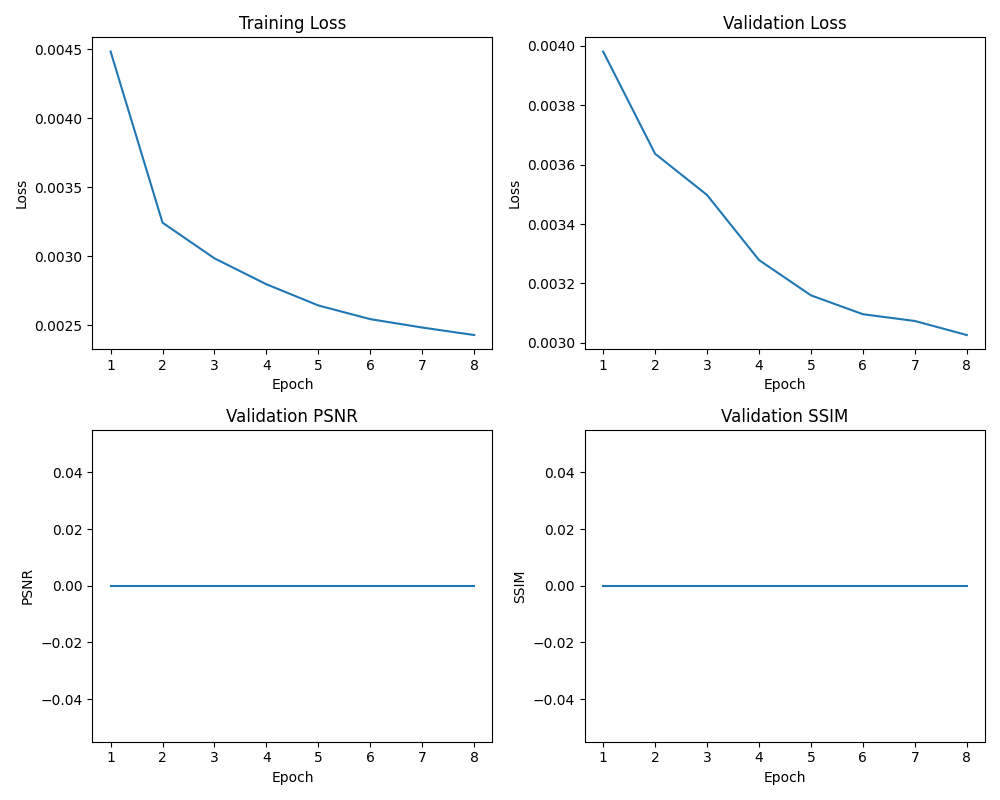 Training Loss
Loss
0.0045
0.0040
0.0035
0.0030
0.0025
1 2 3 4 5 6 7 8
Epoch
Validation Loss
Loss
0.0040
0.0038
0.0036
0.0034
0.0032
0.0030
1 2 3 4 5 6 7 8
Epoch
Validation PSNR
PSNR
0.04
0.02
0.00
−0.02
−0.04
1 2 3 4 5 6 7 8
Epoch
Validation SSIM
SSIM
0.04
0.02
0.00
−0.02
−0.04
1 2 3 4 5 6 7 8
Epoch